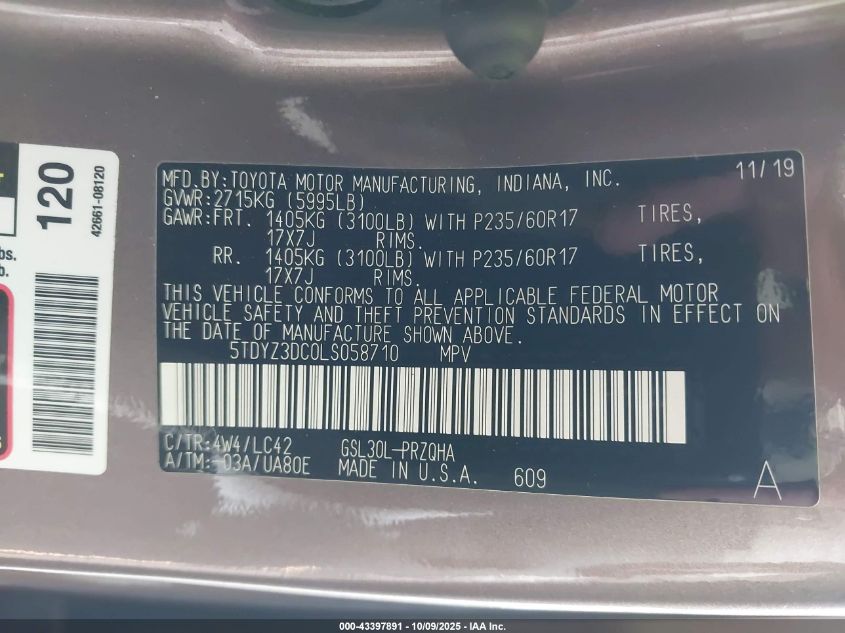 120
42661-08120
bs.
b.
MFD.BY:TOYOTA MOTOR MANUFACTURING, INDIANA, INC. 11/19
GVWR:2715KG (5995LB)
GAWR:FRT. 1405KG (3100LB) WITH P235/60R17 TIRES,
17X7J RIMS.
RR. 1405KG (3100LB) WITH P235/60R17 TIRES,
17X7J RIMS.
THIS VEHICLE CONFORMS TO ALL APPLICABLE FEDERAL MOTOR
VEHICLE SAFETY AND THEFT PREVENTION STANDARDS IN EFFECT ON
THE DATE OF MANUFACTURE SHOWN ABOVE.
5TDYZ3DC0LS058710 MPV
C/TR:4W4/LC42 GSL30L-PRZQHA
A/TM:-03A/UA80E MADE IN U.S.A. 609 A
000-43397891 - 10/09/2025 - IAA Inc.